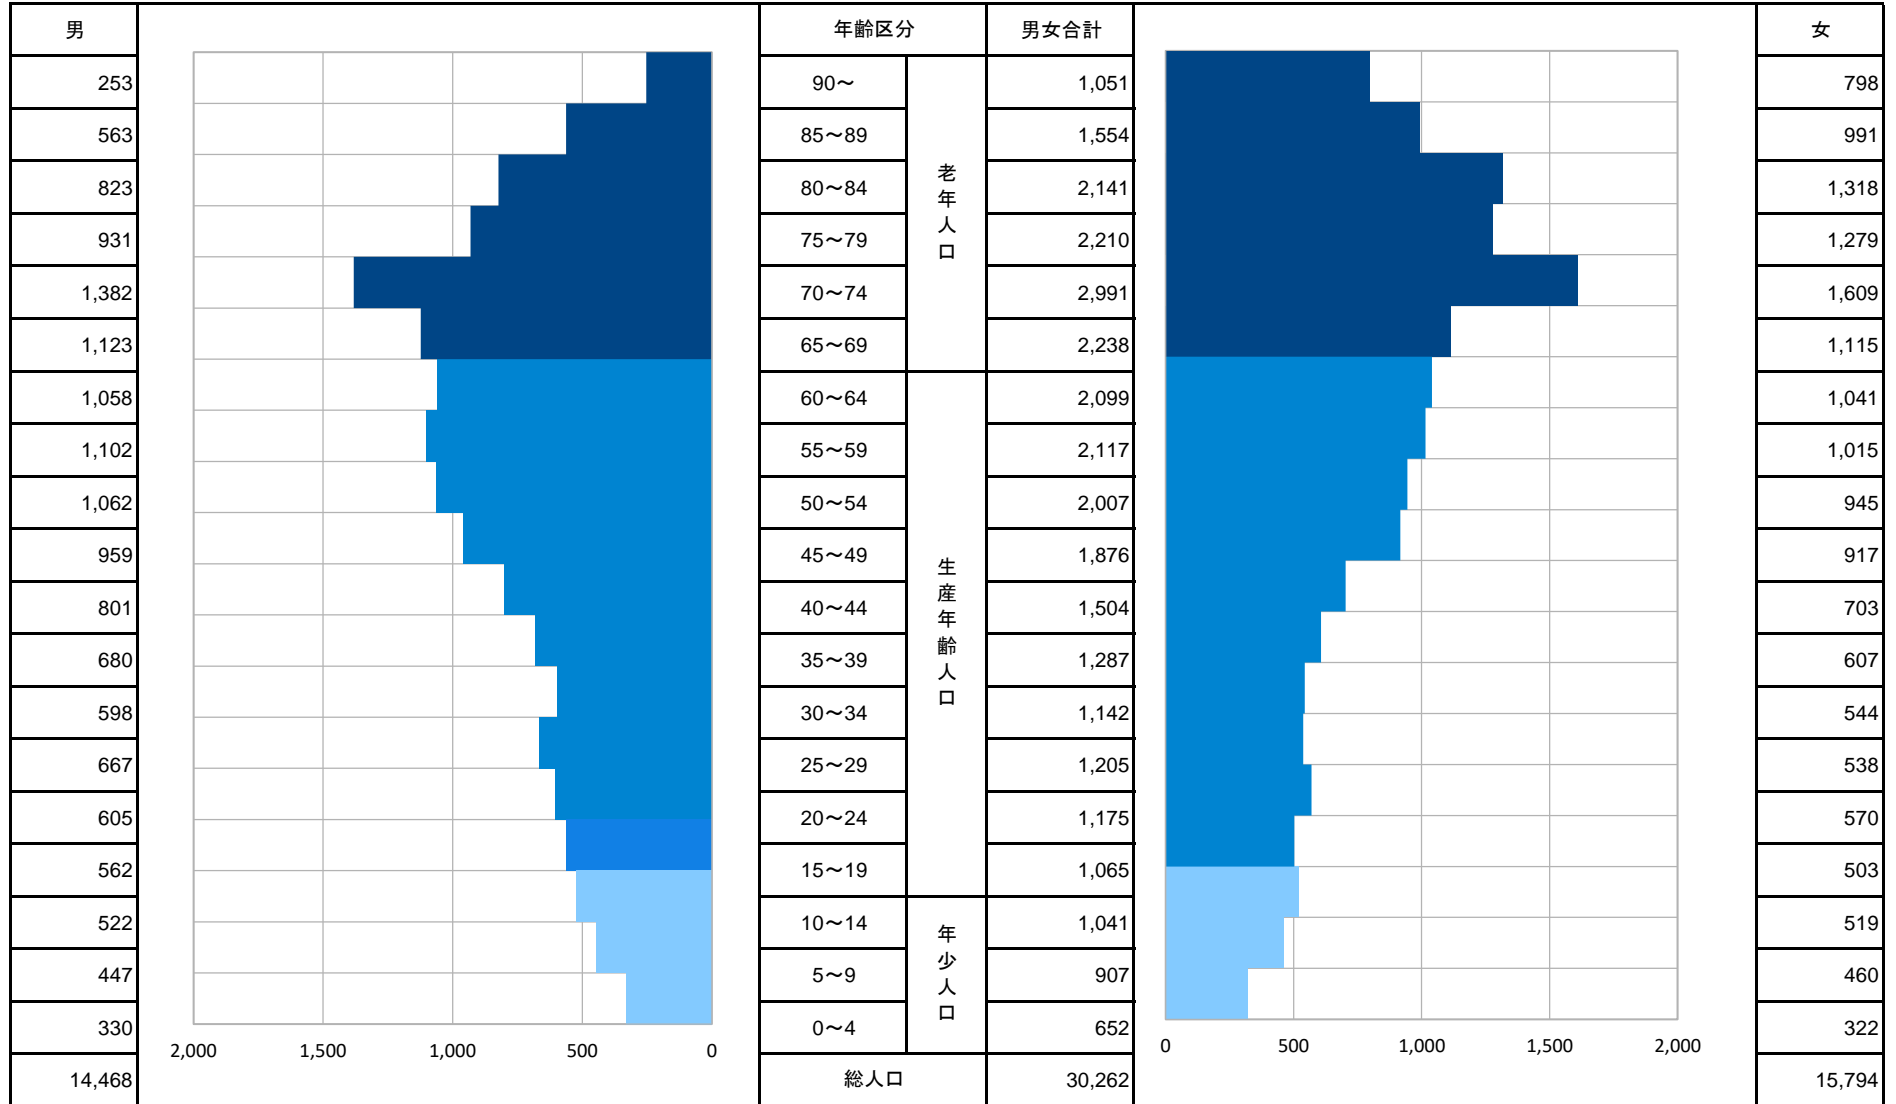 男 年齢区分 男女合計 女
253 90～ 1,051 798
563 85～89 1,554 991
823 80～84 2,141 1,318
931 75～79 2,210 1,279
1,382 70～74 2,991 1,609
1,123 65～69 2,238 1,115
老年人口
1,058 60～64 2,099 1,041
1,102 55～59 2,117 1,015
1,062 50～54 2,007 945
959 45～49 1,876 917
801 40～44 1,504 703
680 35～39 1,287 607
598 30～34 1,142 544
667 25～29 1,205 538
605 20～24 1,175 570
562 15～19 1,065 503
生産年齢人口
522 10～14 1,041 519
447 5～9 907 460
330 0～4 652 322
年少人口
2,000 1,500 1,000 500 0
0 500 1,000 1,500 2,000
14,468 総人口 30,262 15,794